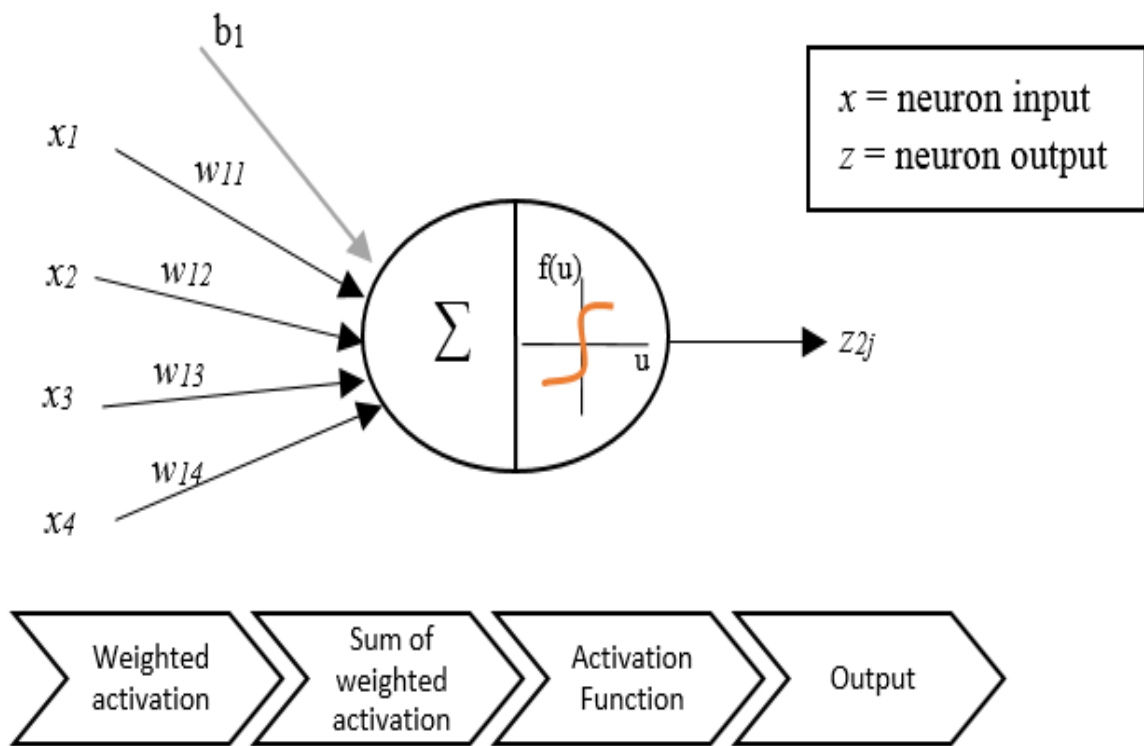 b1
x1
w11
x = neuron input
z = neuron output
x2
w12
f(u)
Σ
u
z2j
x3
w13
x4
w14
Weighted
activation
Sum of
weighted
activation
Activation
Function
Output